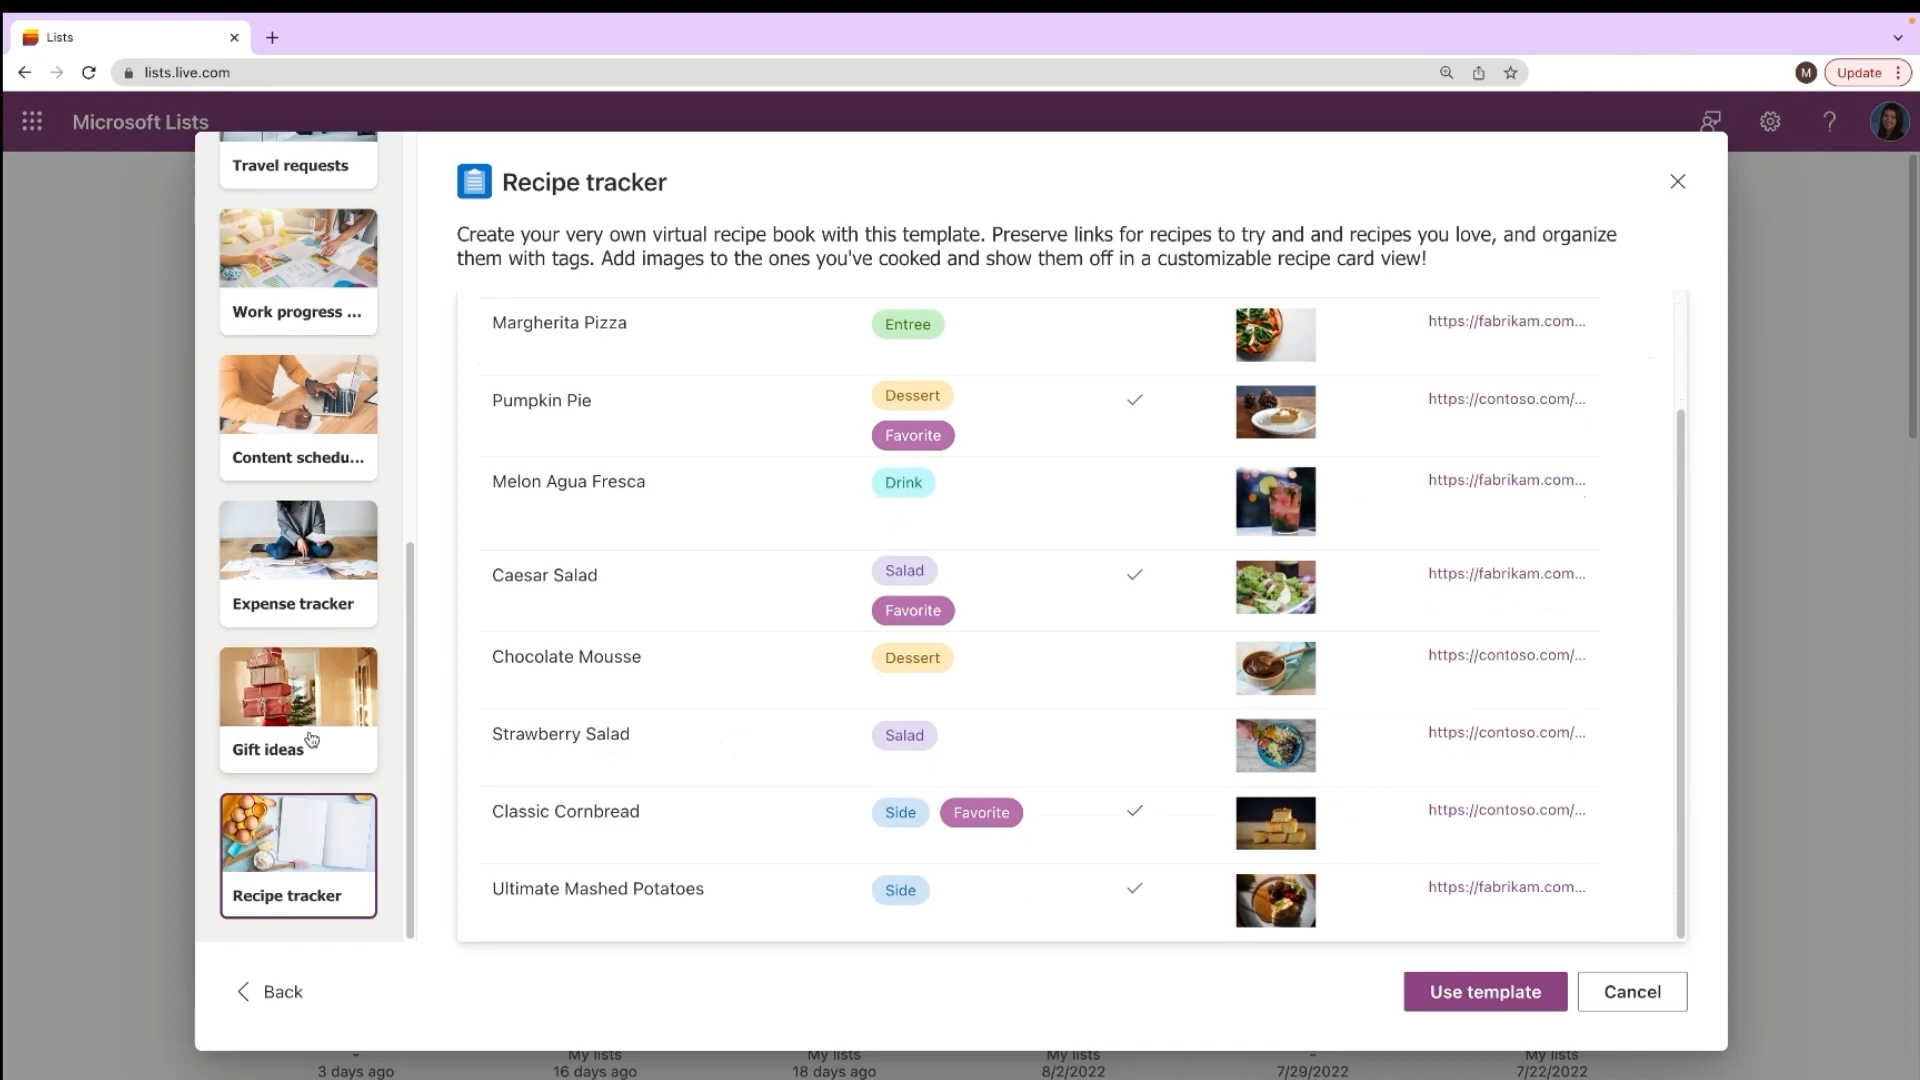 Lists
lists.live.com
M
Update
Microsoft Lists
Travel requests
Work progress ...
Content schedu...
Expense tracker
Gift ideas
Recipe tracker
Recipe tracker
Create your very own virtual recipe book with this template. Preserve links for recipes to try and and recipes you love, and organize
them with tags. Add images to the ones you've cooked and show them off in a customizable recipe card view!
Margherita Pizza Entree https://fabrikam.com...
Pumpkin Pie Dessert https://contoso.com/...
Favorite
Melon Agua Fresca Drink https://fabrikam.com...
Caesar Salad Salad https://fabrikam.com...
Favorite
Chocolate Mousse Dessert https://contoso.com/...
Strawberry Salad Salad https://contoso.com/...
Classic Cornbread Side Favorite https://contoso.com/...
Ultimate Mashed Potatoes Side https://fabrikam.com...
Back
Use template
Cancel
- My lists My lists My lists - My lists
3 days ago 16 days ago 18 days ago 8/2/2022 7/29/2022 7/22/2022